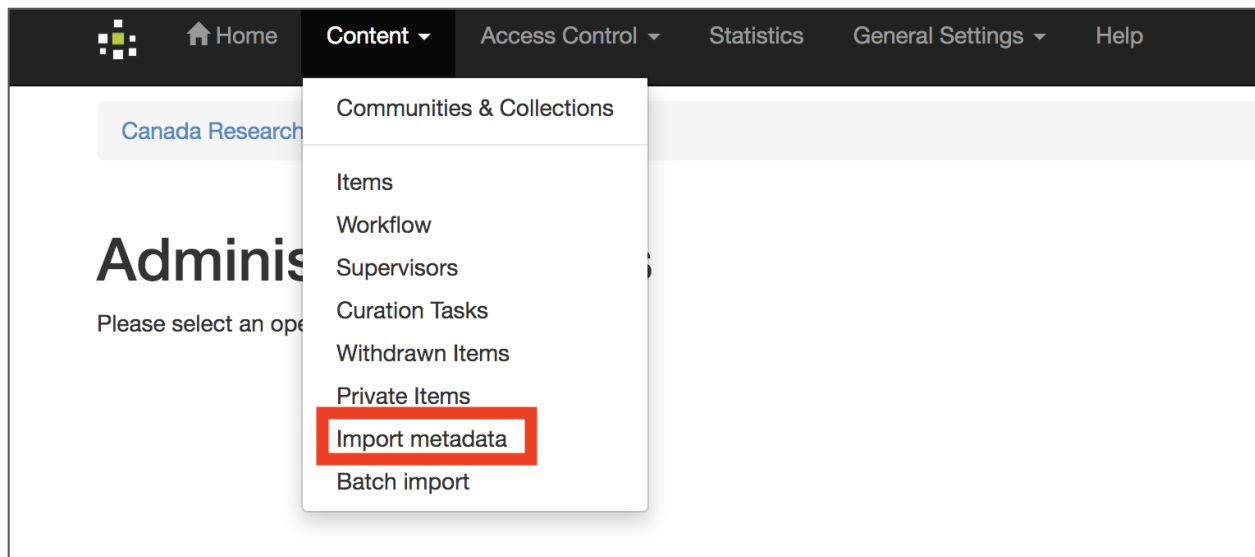 Home Content Access Control Statistics General Settings Help
Communities & Collections
Canada Research
Items
Workflow
Adminis s
Supervisors
Curation Tasks
Please select an ope
Withdrawn Items
Private Items
Import metadata
Batch import